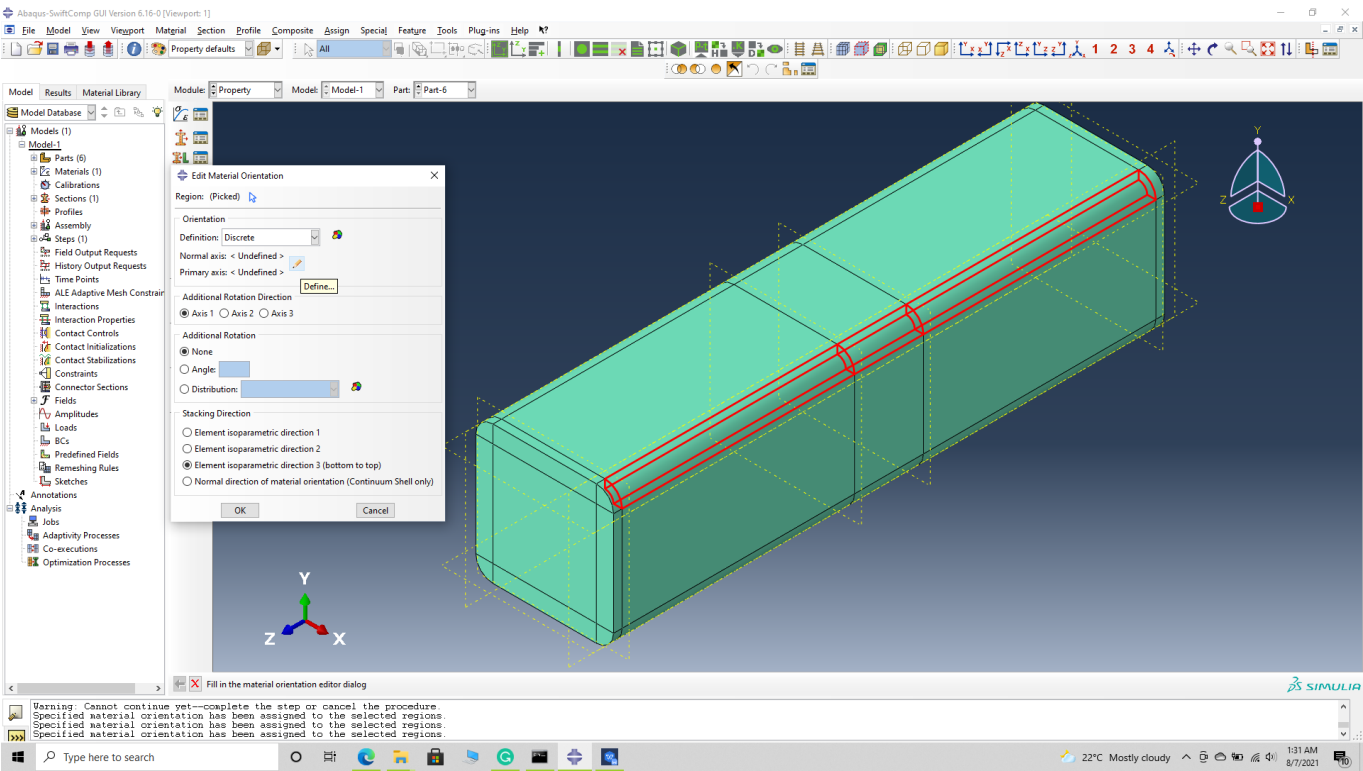 Abaqus-SwiftComp GUI Version 6.16-0 [Viewport: 1]
File Model Viewport View Material Section Profile Composite Assign Special Feature Tools Plug-ins Help
Property defaults All 1 2 3 4
Model Results Material Library Module: Property Model: Model-1 Part: Part-6
Model Database
Models (1)
Model-1
Parts (6)
Materials (1)
Calibrations
Sections (1)
Profiles
Assembly
Steps (1)
Field Output Requests
History Output Requests
Time Points
ALE Adaptive Mesh Constrain
Interactions
Interaction Properties
Contact Controls
Contact Initializations
Contact Stabilizations
Constraints
Connector Sections
Fields
Amplitudes
Loads
BCs
Predefined Fields
Remeshing Rules
Sketches
Annotations
Analysis
Jobs
Adaptivity Processes
Co-executions
Optimization Processes
Edit Material Orientation
Region: (Picked)
Orientation
Definition: Discrete
Normal axis: < Undefined >
Primary axis: < Undefined >
Define...
Additional Rotation Direction
Axis 1 Axis 2 Axis 3
Additional Rotation
None
Angle:
Distribution:
Stacking Direction
Element isoparametric direction 1
Element isoparametric direction 2
Element isoparametric direction 3 (bottom to top)
Normal direction of material orientation (Continuum Shell only)
OK Cancel
Y
Z X
Y
Z X
Fill in the material orientation editor dialog
SIMULIA
Warning: Cannot continue yet--complete the step or cancel the procedure.
Specified material orientation has been assigned to the selected regions.
Specified material orientation has been assigned to the selected regions.
Specified material orientation has been assigned to the selected regions.
Type here to search
22°C Mostly cloudy
1:31 AM
8/7/2021